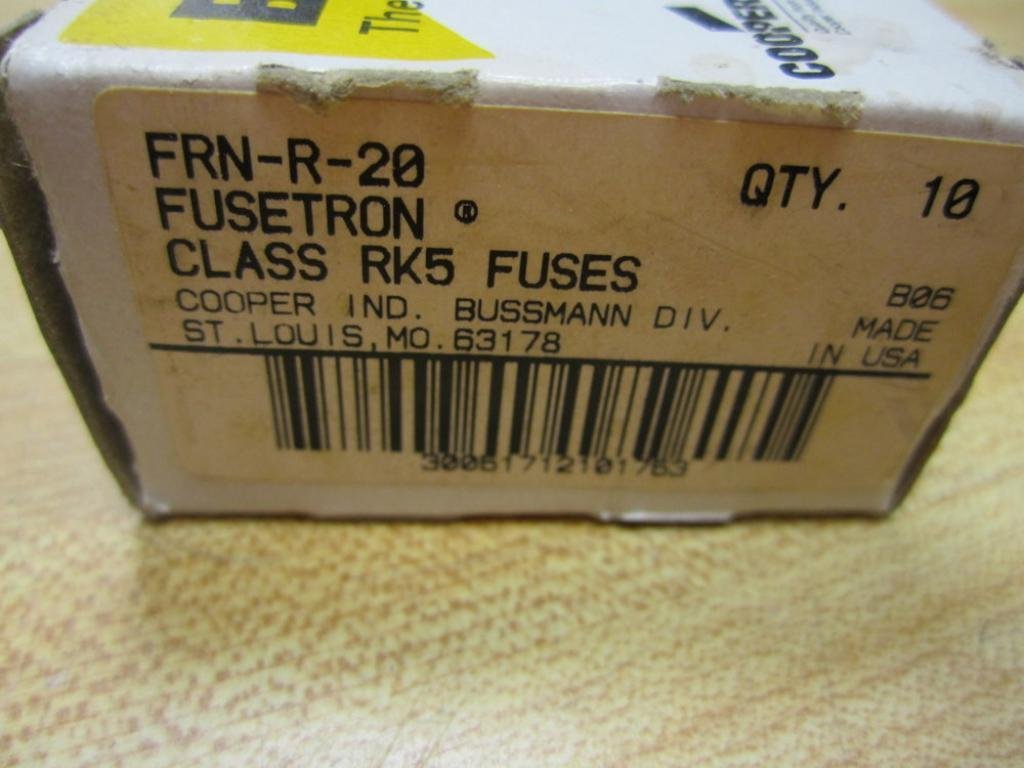 The
COOPER
FRN-R-20
QTY. 10
FUSETRON ®
CLASS RK5 FUSES
COOPER IND. BUSSMANN DIV.
B06
ST.LOUIS,MO.63178
MADE
IN USA